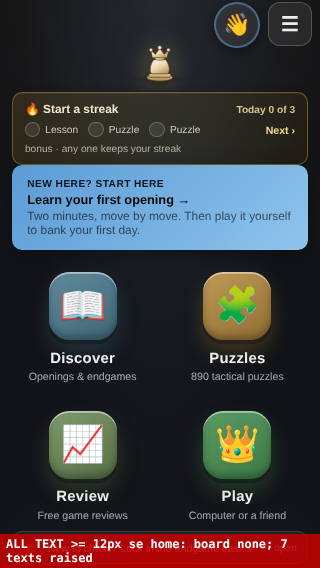 🔥 Start a streak Today 0 of 3
Lesson Puzzle Puzzle Next ›
bonus · any one keeps your streak
NEW HERE? START HERE
Learn your first opening →
Two minutes, move by move. Then play it yourself
to bank your first day.
Discover Puzzles
Openings & endgames 890 tactical puzzles
Review Play
Free game reviews Computer or a friend
ALL TEXT >= 12px se home: board none; 7
texts raised